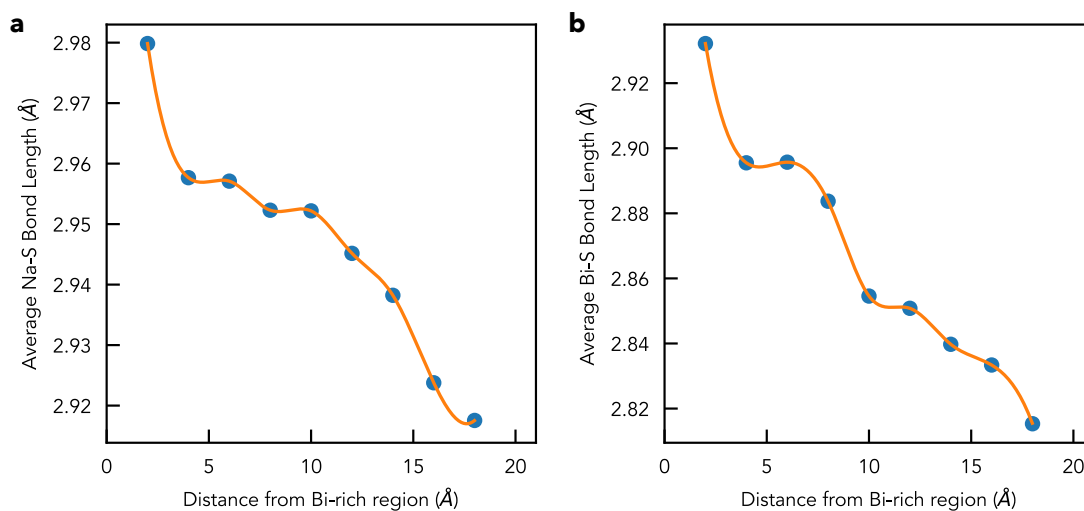 a
2.98
2.97
2.96
2.95
2.94
2.93
2.92
Average Na-S Bond Length (Å)
0 5 10 15 20
Distance from Bi-rich region (Å)
b
2.92
2.90
2.88
2.86
2.84
2.82
Average Bi-S Bond Length (Å)
0 5 10 15 20
Distance from Bi-rich region (Å)